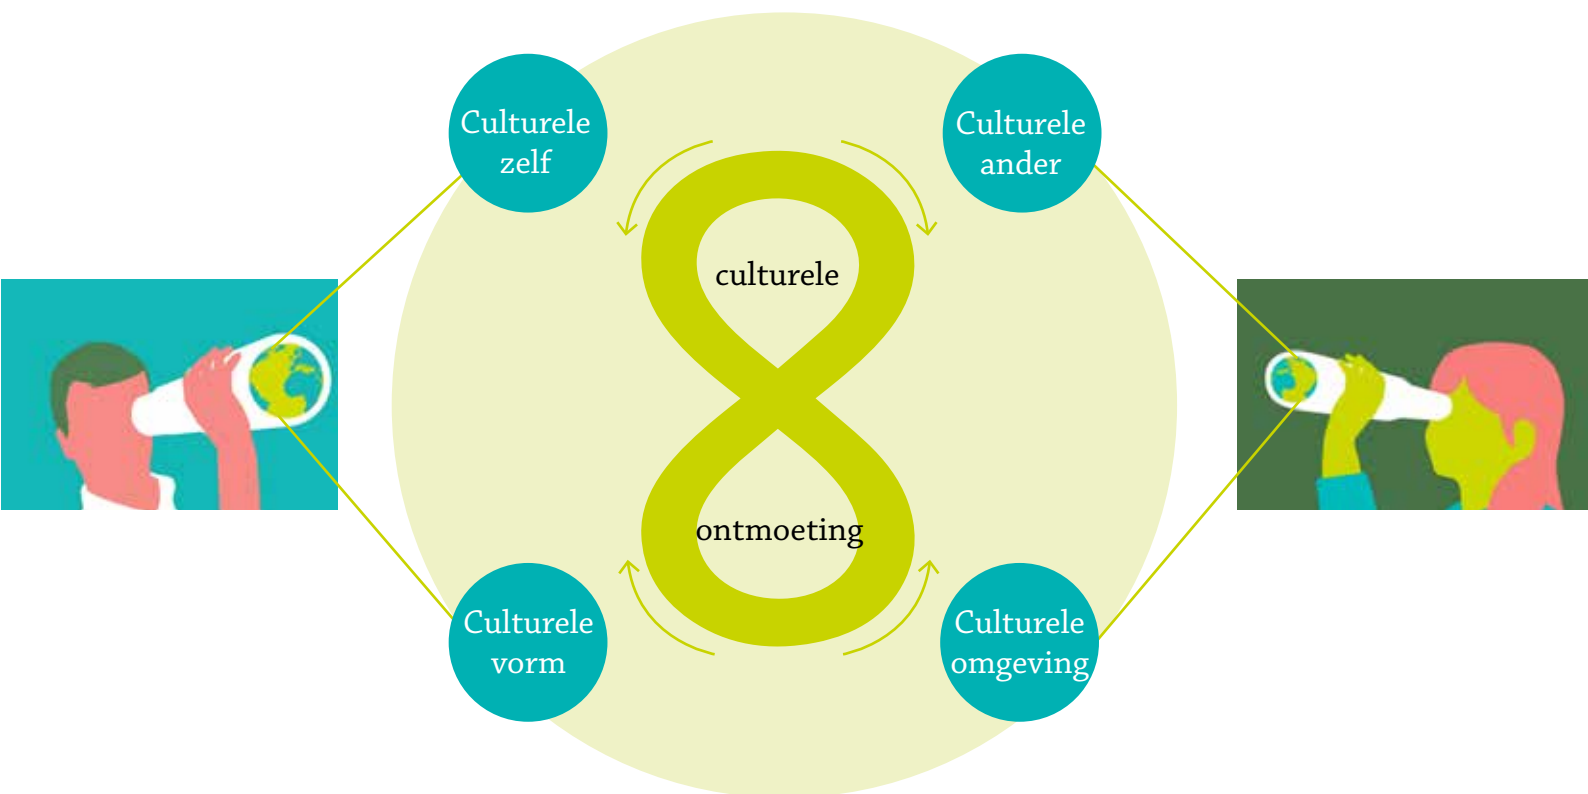 Culturele
zelf
Culturele
ander
culturele
ontmoeting
Culturele
vorm
Culturele
omgeving